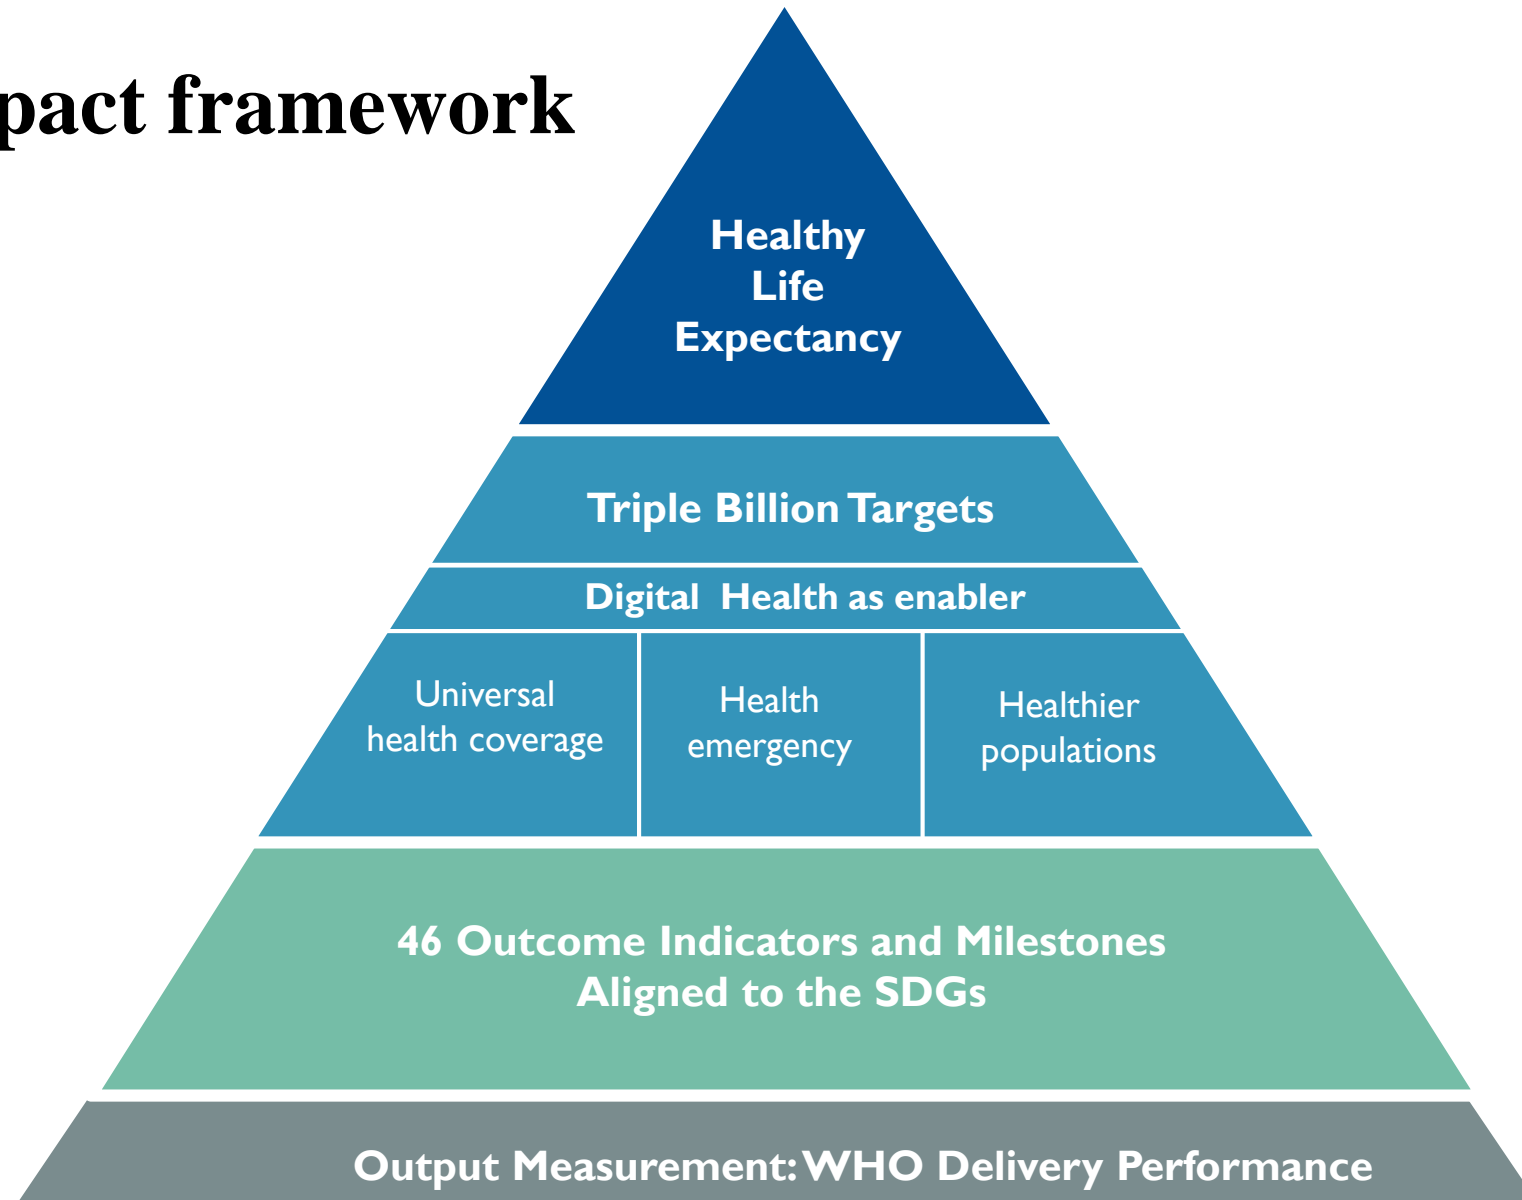 pact framework
Healthy
Life
Expectancy
Triple Billion Targets
Digital Health as enabler
Universal
health coverage
Health
emergency
Healthier
populations
46 Outcome Indicators and Milestones
Aligned to the SDGs
Output Measurement: WHO Delivery Performance